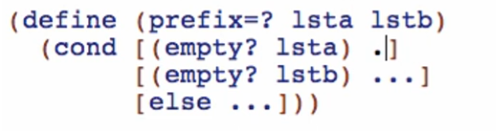 (define (prefix=? lsta lstb)
(cond [(empty? lsta) .]
[(empty? lstb) ...]
[else ...]))